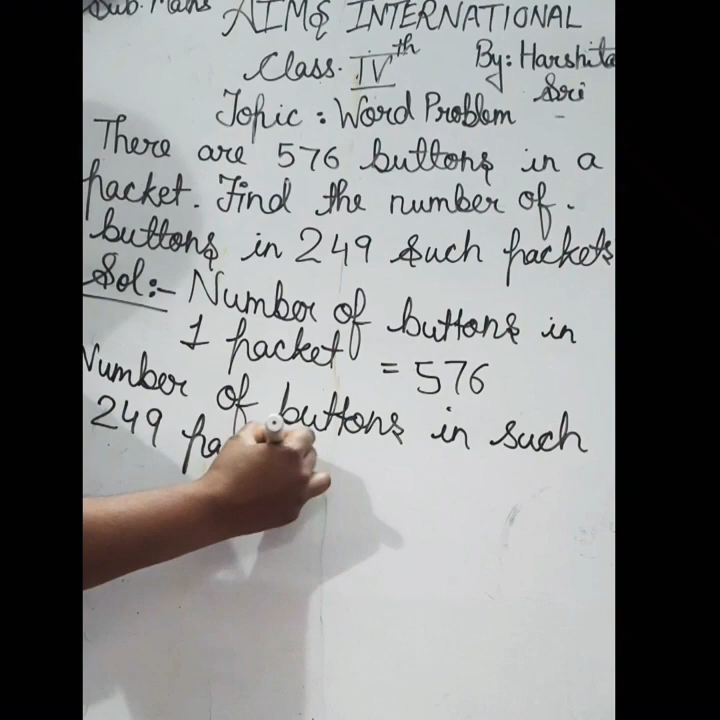 Sub. Maths AIMS INTERNATIONAL
Class. IVth By: Harshita
Sri
Topic : Word Problem
There are 576 buttons in a
packet. Find the number of.
buttons in 249 such packets
Sol:- Number of buttons in
1 packet = 576
Number of buttons in such
249 pa